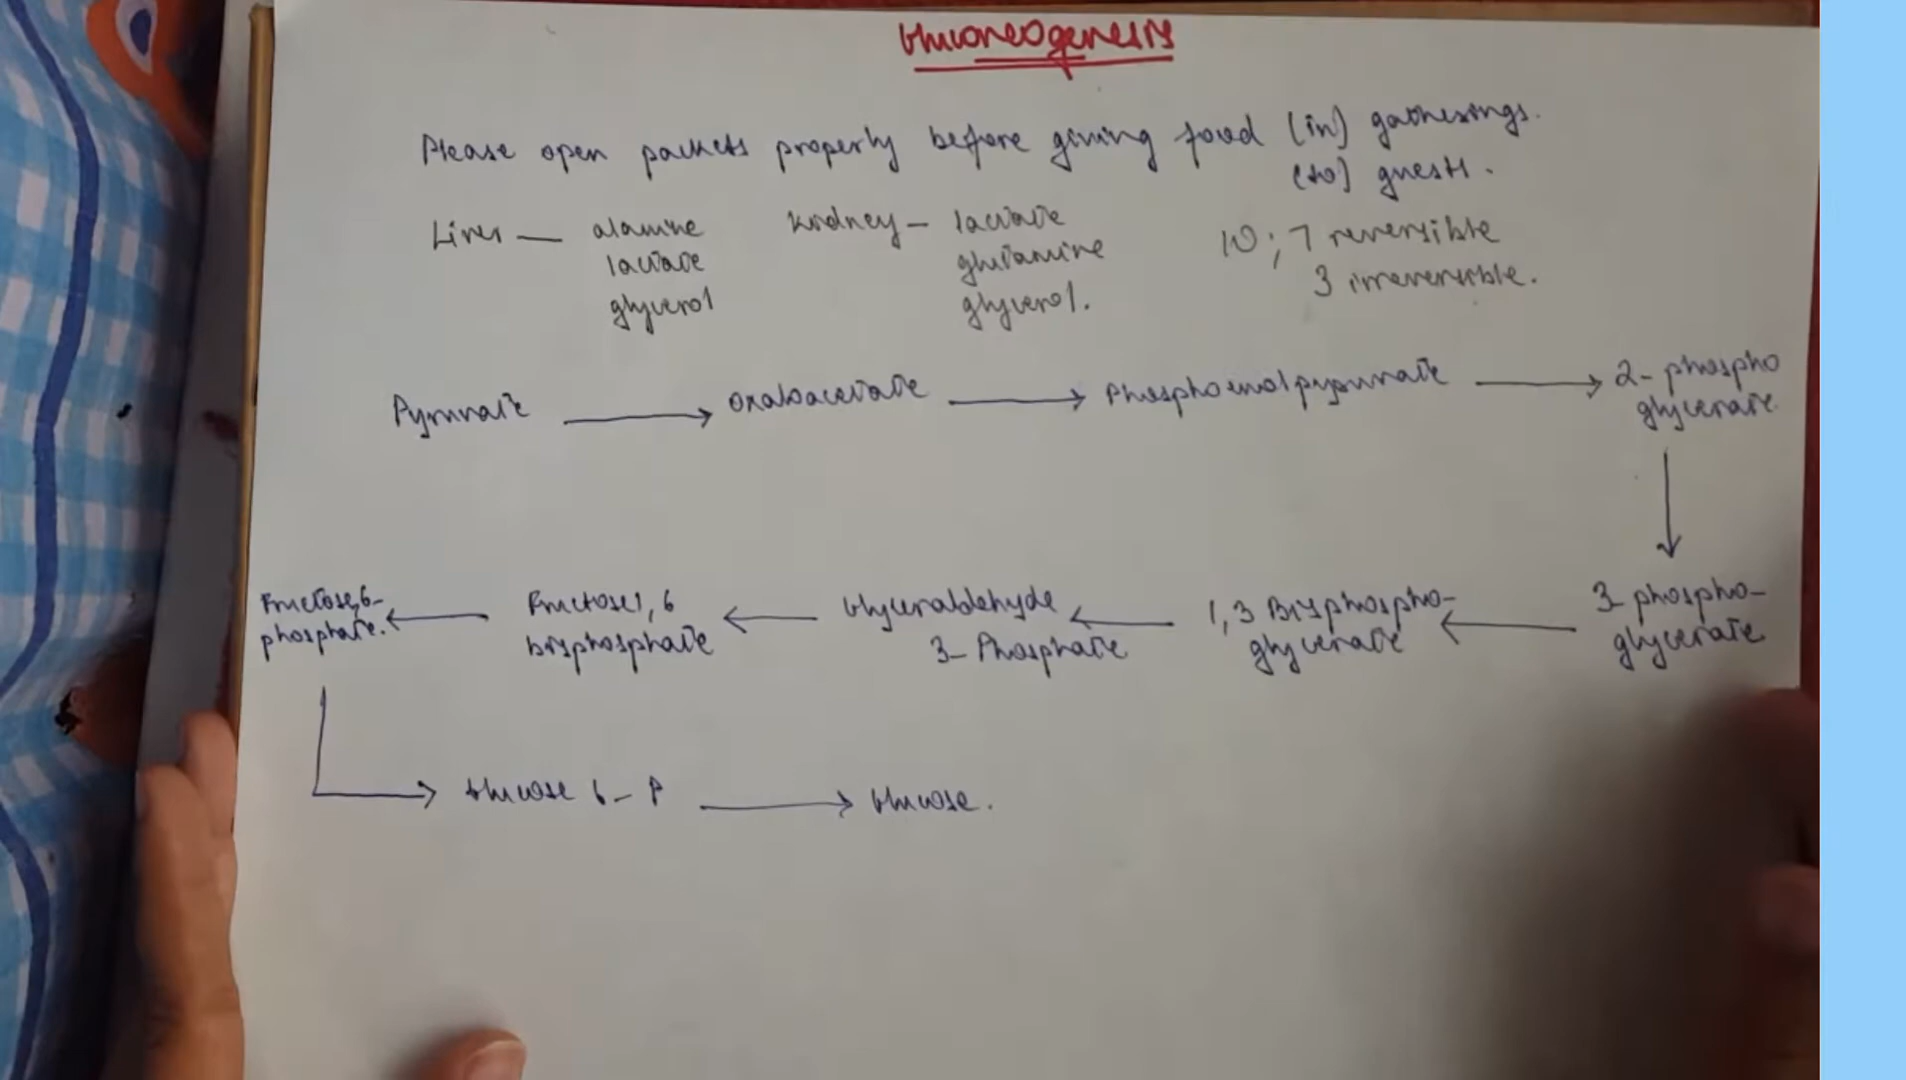 Gluconeogenesis
Please open packets properly before giving food (in) gatherings.
(to) guests.
Liver — alanine
lactate
glycerol
Kidney — lactate
glutamine
glycerol.
10; 7 reversible
3 irreversible.
Pyruvate → Oxaloacetate → Phosphoenolpyruvate → 2-phospho
glycerate
3-phospho-
glycerate
1,3 Bisphospho-
glycerate
Glyceraldehyde
3-Phosphate
Fructose 1,6
bisphosphate
Fructose 6-
phosphate.
Glucose 6-P → Glucose.